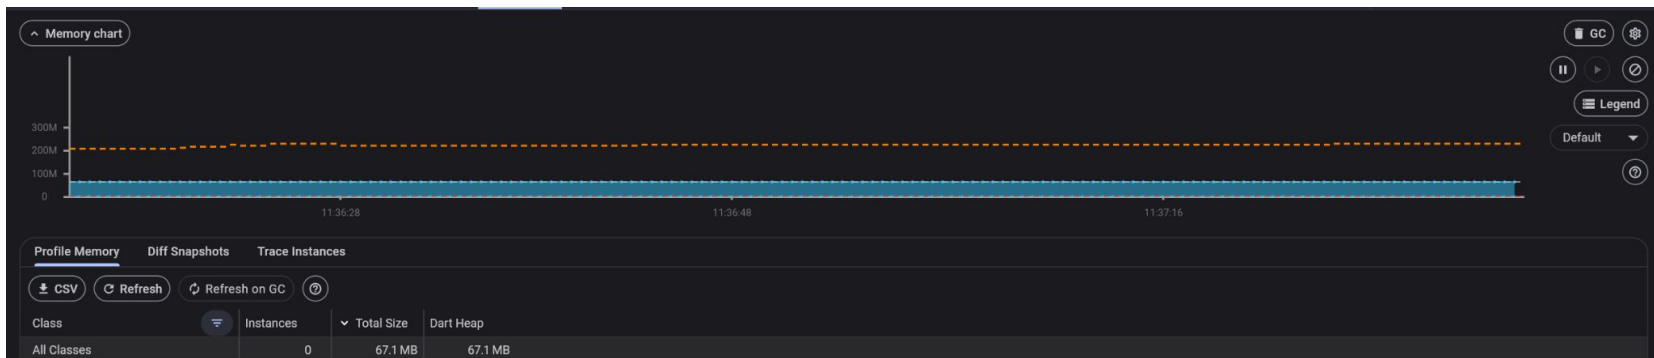 Memory chart
GC
Legend
Default
300M
200M
100M
0
11:36:28
11:36:48
11:37:16
Profile Memory
Diff Snapshots
Trace Instances
CSV
Refresh
Refresh on GC
Class
Instances
Total Size
Dart Heap
All Classes
0
67.1 MB
67.1 MB